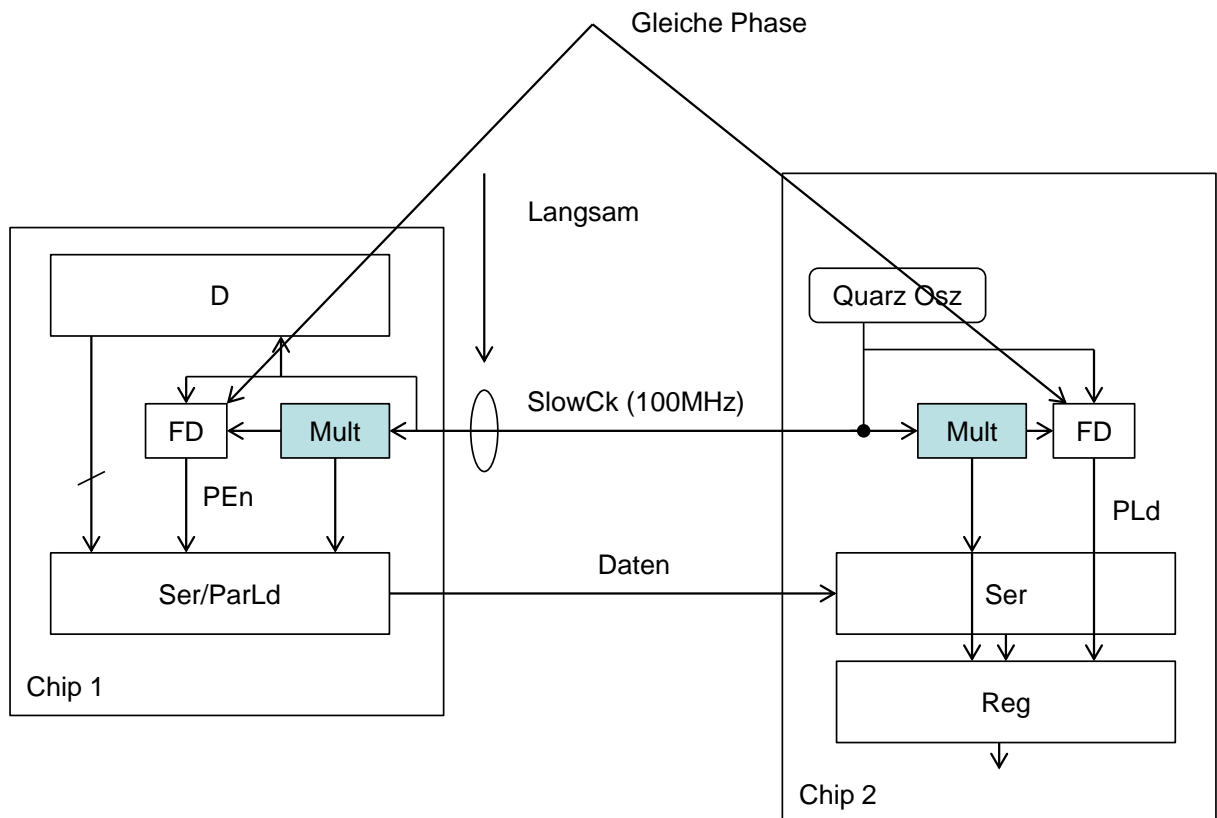 Gleiche Phase
Langsam
D
Quarz Osz
SlowCk (100MHz)
FD
Mult
Mult
FD
PEn
PLd
Daten
Ser/ParLd
Ser
Chip 1
Reg
Chip 2